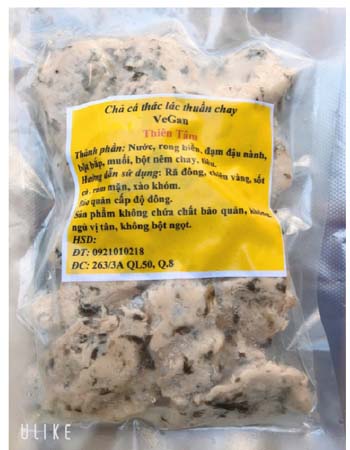 Chả cá thác lác thuần chay
VeGan
Thiên Tâm
Thành phần: Nước, rong biển, đạm đậu nành,
bột bắp, muối, bột nêm chay, tiêu.
Hướng dẫn sử dụng: Rã đông, chiên vàng, sốt
cà, ram mặn, xào khóm.
Bảo quản cấp độ đông.
Sản phẩm không chứa chất bảo quản, không
ngũ vị tân, không bột ngọt.
HSD:
ĐT: 0921010218
ĐC: 263/3A QL50, Q.8
ULIKE